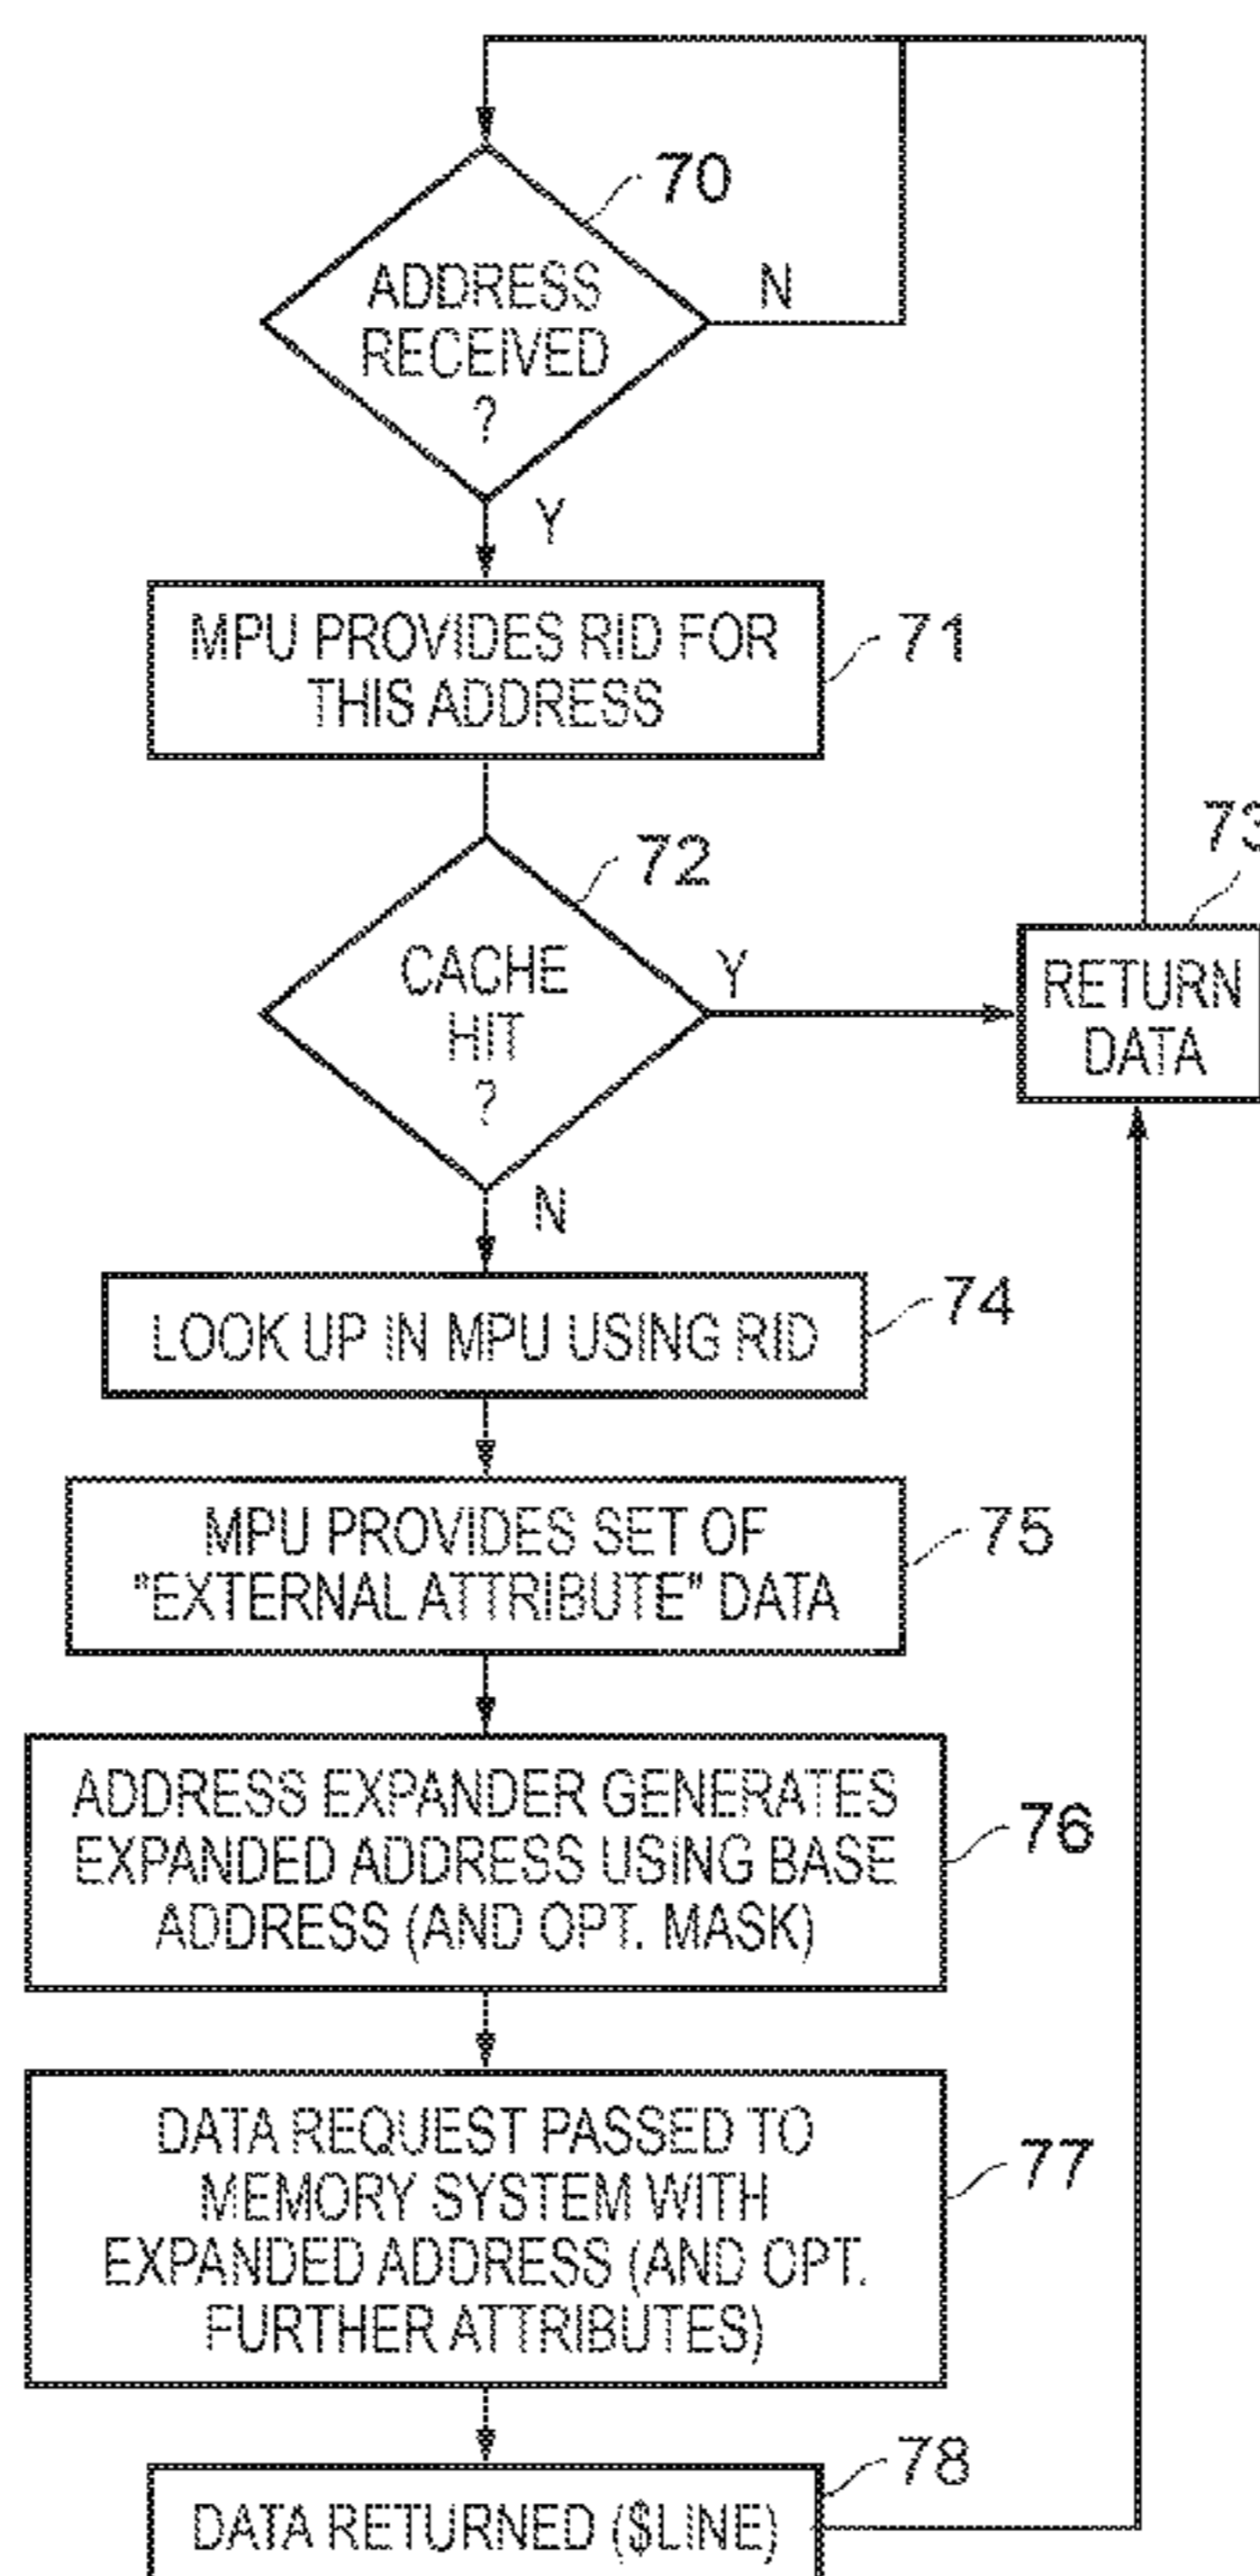 70
ADDRESS
RECEIVED
?
N
Y
MPU PROVIDES RID FOR
THIS ADDRESS
71
72
CACHE
HIT
?
Y
73
RETURN
DATA
N
LOOK UP IN MPU USING RID
74
MPU PROVIDES SET OF
"EXTERNAL ATTRIBUTE" DATA
75
ADDRESS EXPANDER GENERATES
EXPANDED ADDRESS USING BASE
ADDRESS (AND OPT. MASK)
76
DATA REQUEST PASSED TO
MEMORY SYSTEM WITH
EXPANDED ADDRESS (AND OPT.
FURTHER ATTRIBUTES)
77
78
DATA RETURNED ($LINE)